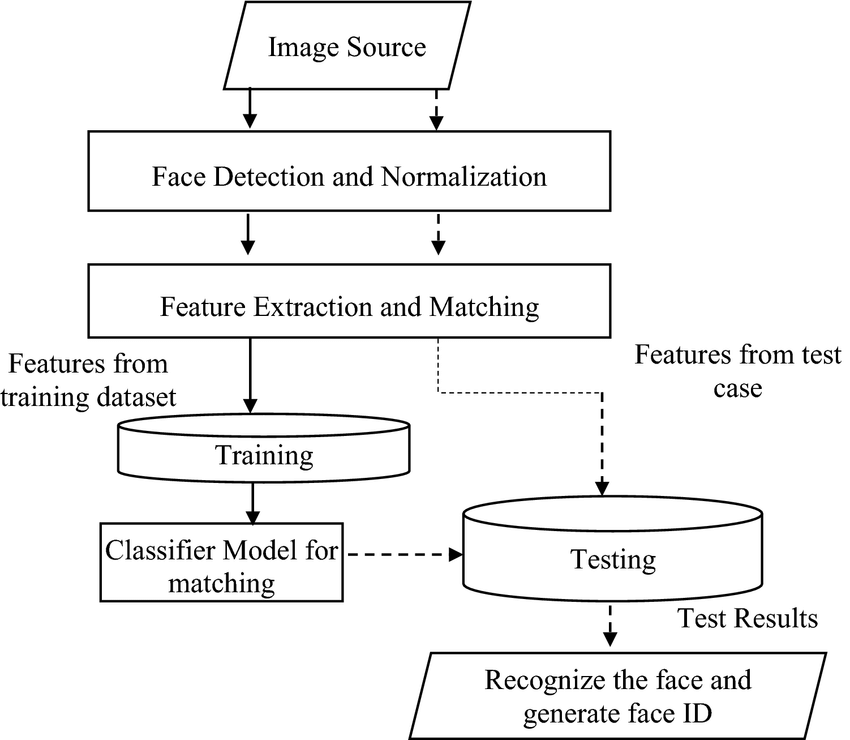 Image Source
Face Detection and Normalization
Feature Extraction and Matching
Features from
training dataset
Features from test
case
Training
Classifier Model for
matching
Testing
Test Results
Recognize the face and
generate face ID